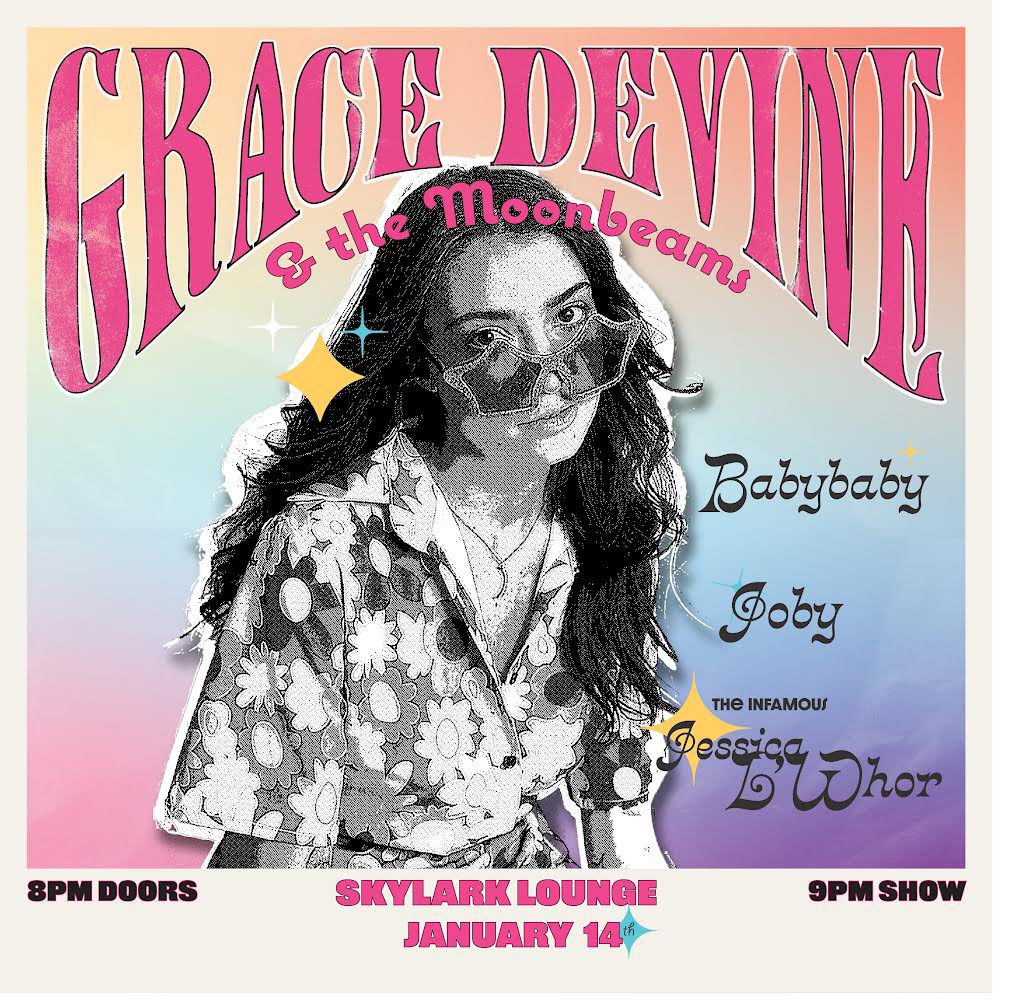 GRACE DEVINE
& the Moonbeams
Babybaby
Joby
THE INFAMOUS
Jessica
L'Whor
8PM DOORS
SKYLARK LOUNGE
9PM SHOW
JANUARY 14th